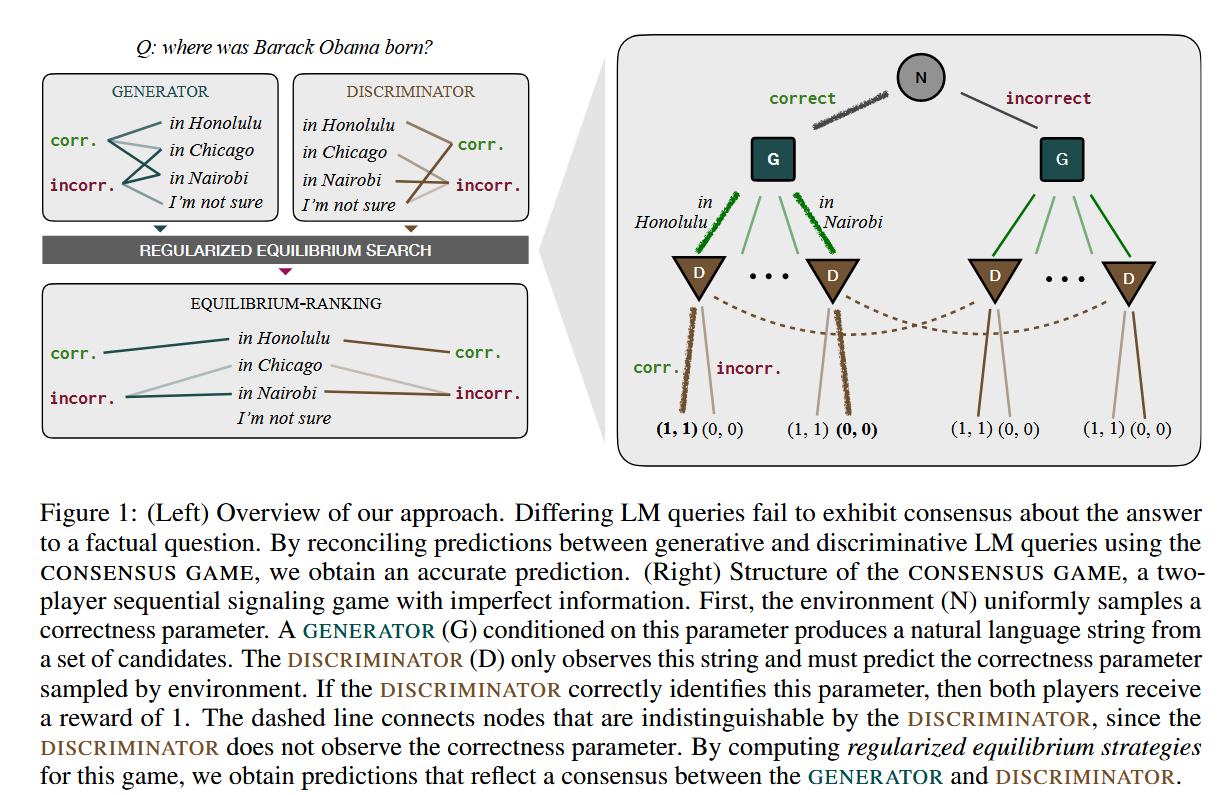 Q: where was Barack Obama born?
GENERATOR
corr.
incorr.
in Honolulu
in Chicago
in Nairobi
I'm not sure
DISCRIMINATOR
in Honolulu
in Chicago
in Nairobi
I'm not sure
corr.
incorr.
REGULARIZED EQUILIBRIUM SEARCH
EQUILIBRIUM-RANKING
corr.
incorr.
in Honolulu
in Chicago
in Nairobi
I'm not sure
corr.
incorr.
N
correct
incorrect
G
G
in
Honolulu
in
Nairobi
D
• • •
D
D
• • •
D
corr.
incorr.
(1, 1) (0, 0)
(1, 1) (0, 0)
(1, 1) (0, 0)
(1, 1) (0, 0)
Figure 1: (Left) Overview of our approach. Differing LM queries fail to exhibit consensus about the answer
to a factual question. By reconciling predictions between generative and discriminative LM queries using the
CONSENSUS GAME, we obtain an accurate prediction. (Right) Structure of the CONSENSUS GAME, a two-
player sequential signaling game with imperfect information. First, the environment (N) uniformly samples a
correctness parameter. A GENERATOR (G) conditioned on this parameter produces a natural language string from
a set of candidates. The DISCRIMINATOR (D) only observes this string and must predict the correctness parameter
sampled by environment. If the DISCRIMINATOR correctly identifies this parameter, then both players receive
a reward of 1. The dashed line connects nodes that are indistinguishable by the DISCRIMINATOR, since the
DISCRIMINATOR does not observe the correctness parameter. By computing regularized equilibrium strategies
for this game, we obtain predictions that reflect a consensus between the GENERATOR and DISCRIMINATOR.